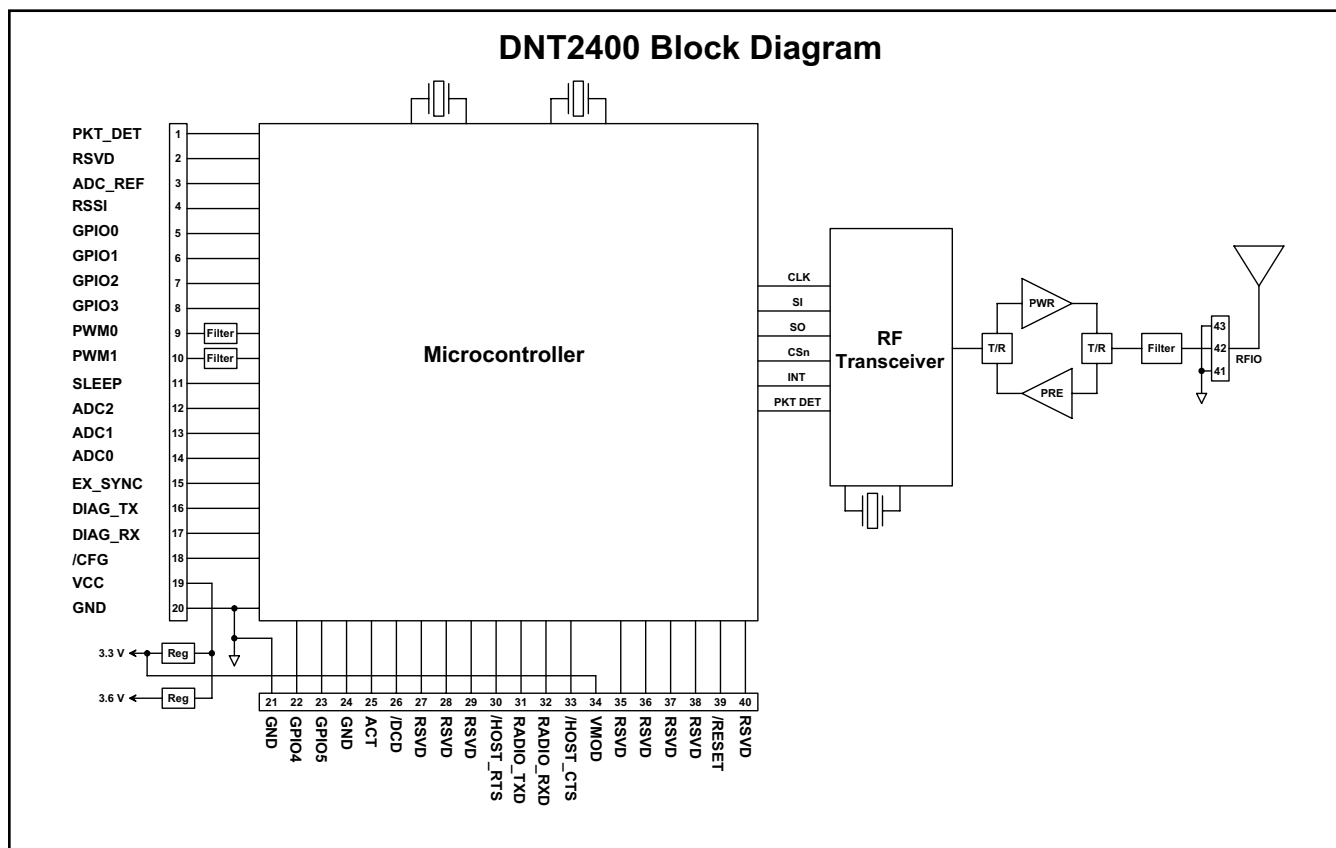 DNT2400 Block Diagram
PKT_DET 1
RSVD 2
ADC_REF 3
RSSI 4
GPIO0 5
GPIO1 6
GPIO2 7
GPIO3 8
PWM0 9 Filter
PWM1 10 Filter
SLEEP 11
ADC2 12
ADC1 13
ADC0 14
EX_SYNC 15
DIAG_TX 16
DIAG_RX 17
/CFG 18
VCC 19
GND 20
Microcontroller
CLK
SI
SO
CSn
INT
PKT DET
RF
Transceiver
T/R
PWR
PRE
T/R
Filter
43
42
41
RFIO
3.3 V Reg
3.6 V Reg
21 GND
22 GPIO4
23 GPIO5
24 GND
25 ACT
26 /DCD
27 RSVD
28 RSVD
29 RSVD
30 /HOST_RTS
31 RADIO_TXD
32 RADIO_RXD
33 /HOST_CTS
34 VMOD
35 RSVD
36 RSVD
37 RSVD
38 RSVD
39 /RESET
40 RSVD